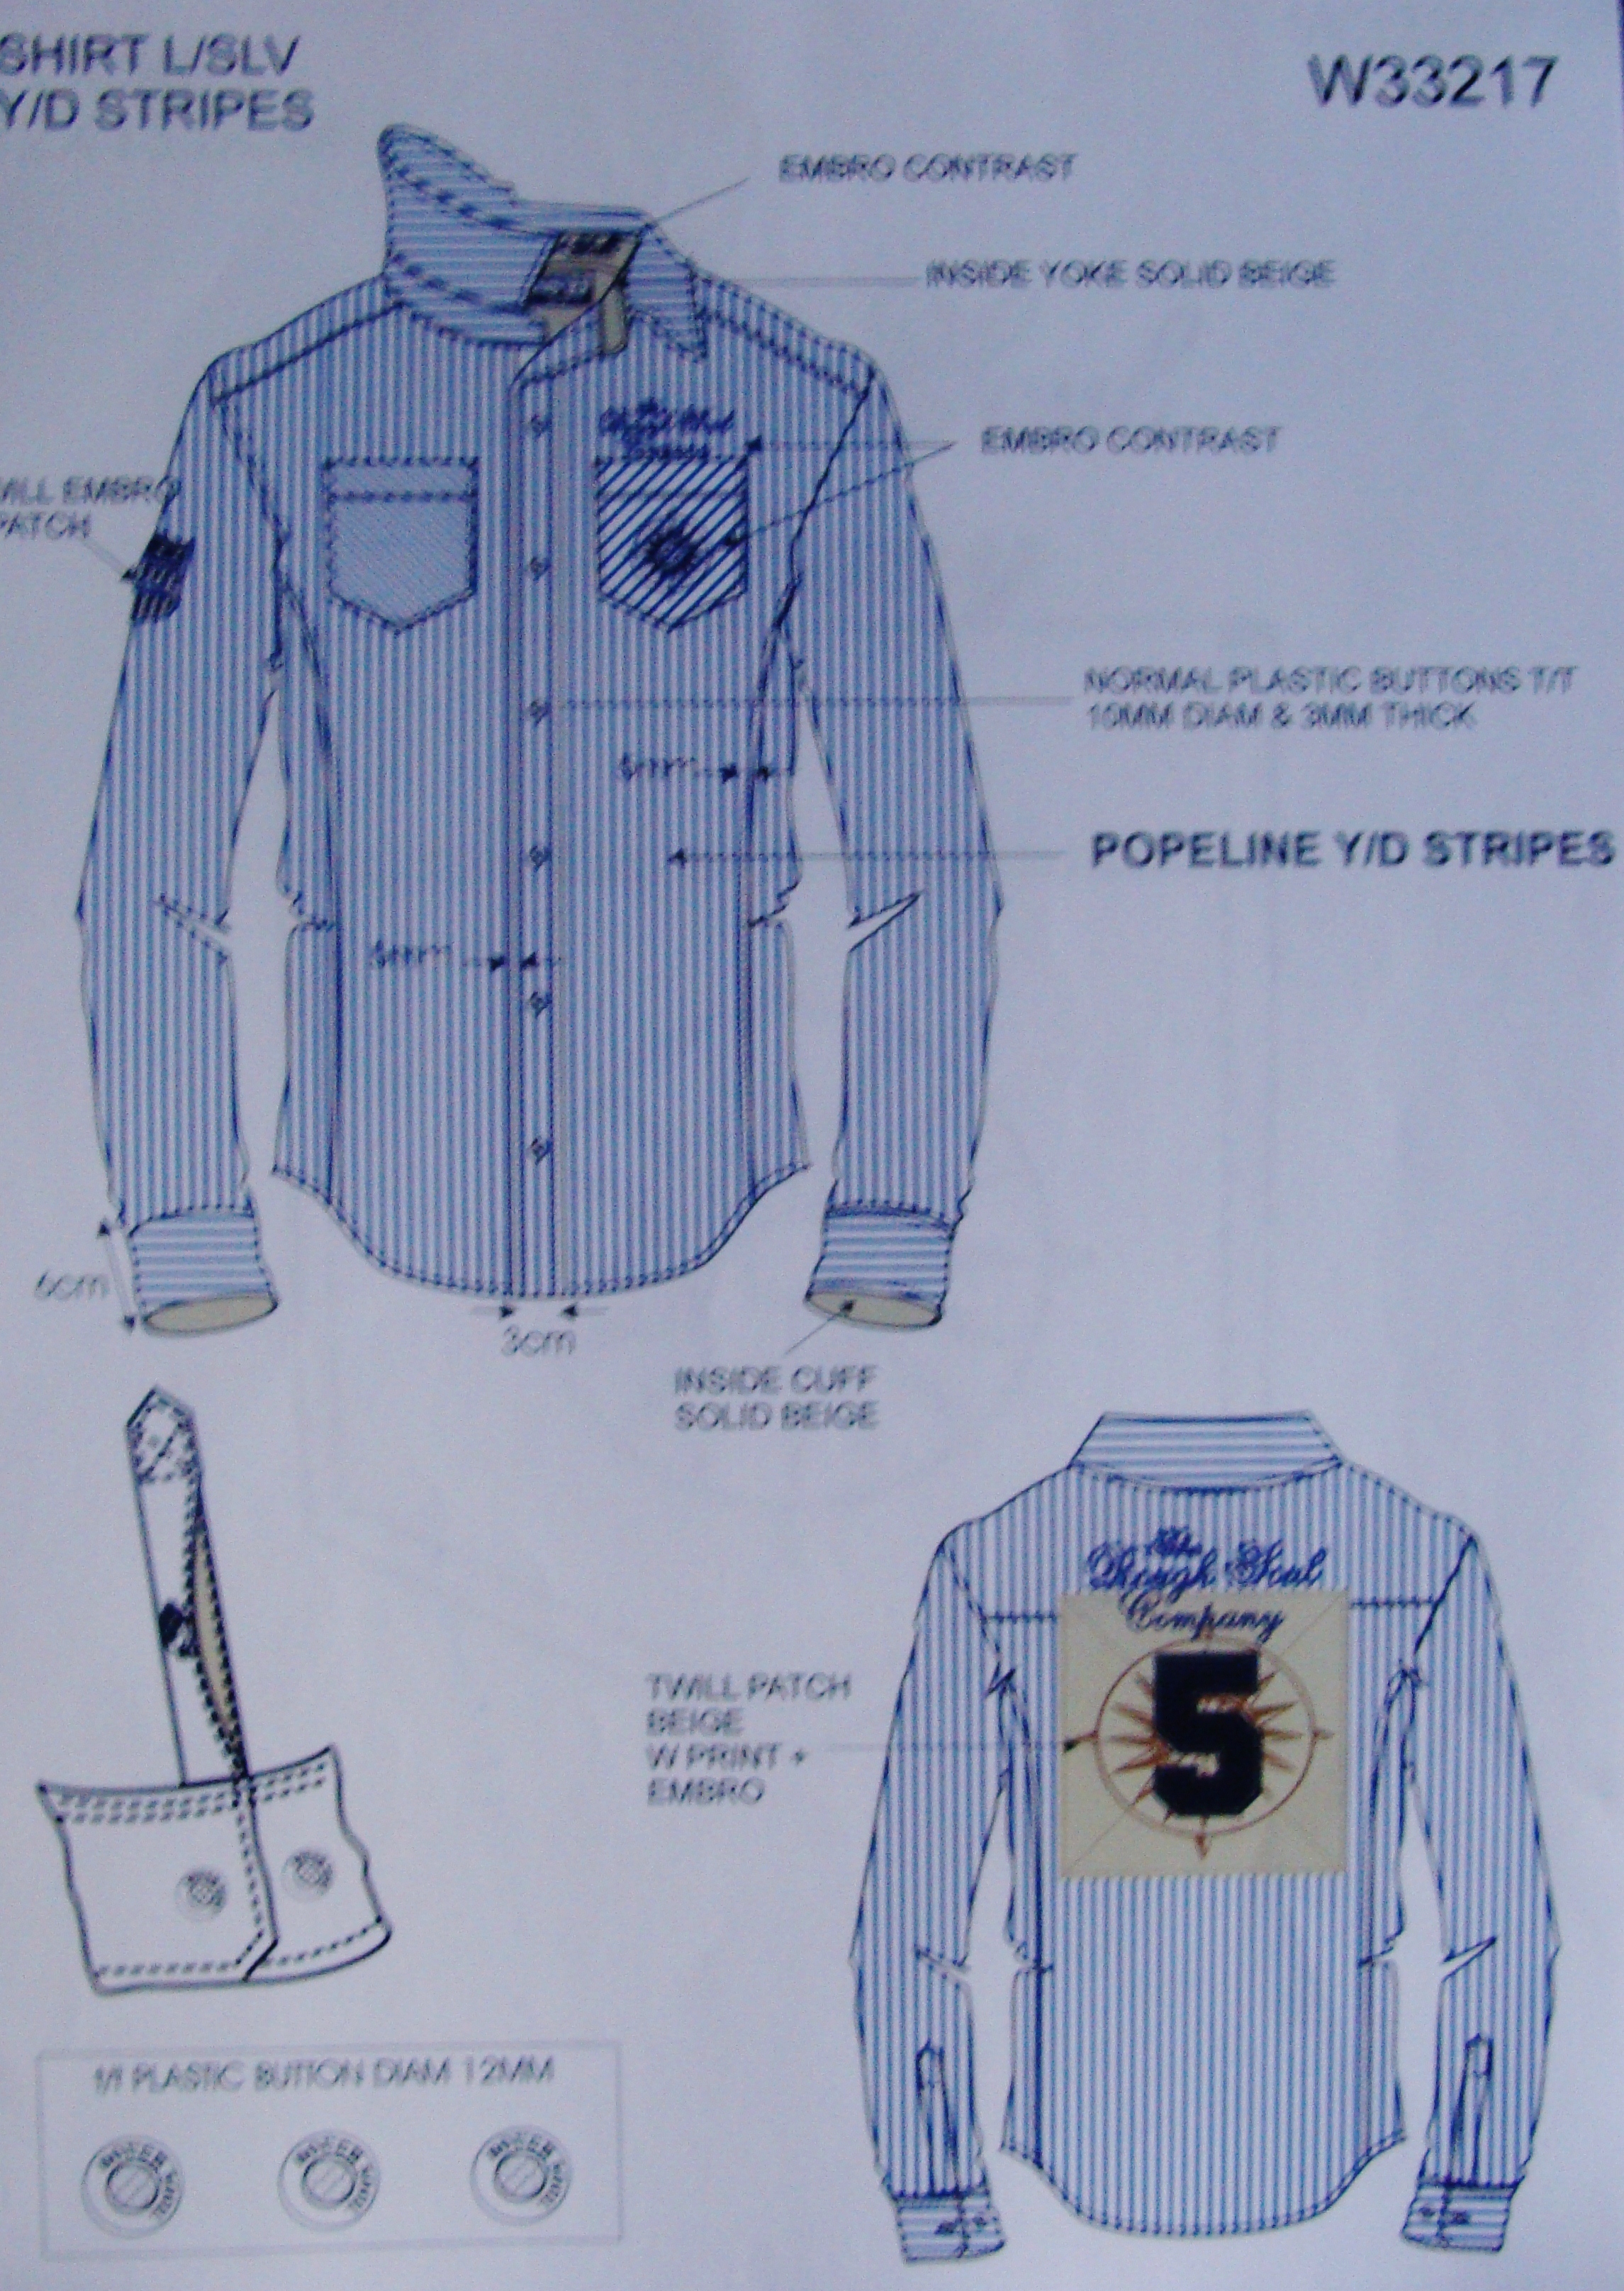 SHIRT L/SLV
Y/D STRIPES
W33217
EMBRO CONTRAST
INSIDE YOKE SOLID BEIGE
EMBRO CONTRAST
WILL EMBRO
PATCH
NORMAL PLASTIC BUTTONS T/T
10MM DIAM & 3MM THICK
5mm
POPELINE Y/D STRIPES
5mm
6cm
3cm
INSIDE CUFF
SOLID BEIGE
The
Rough Skul
Company
5
TWILL PATCH
BEIGE
W PRINT +
EMBRO
PLASTIC BUTTON DIAM 12MM